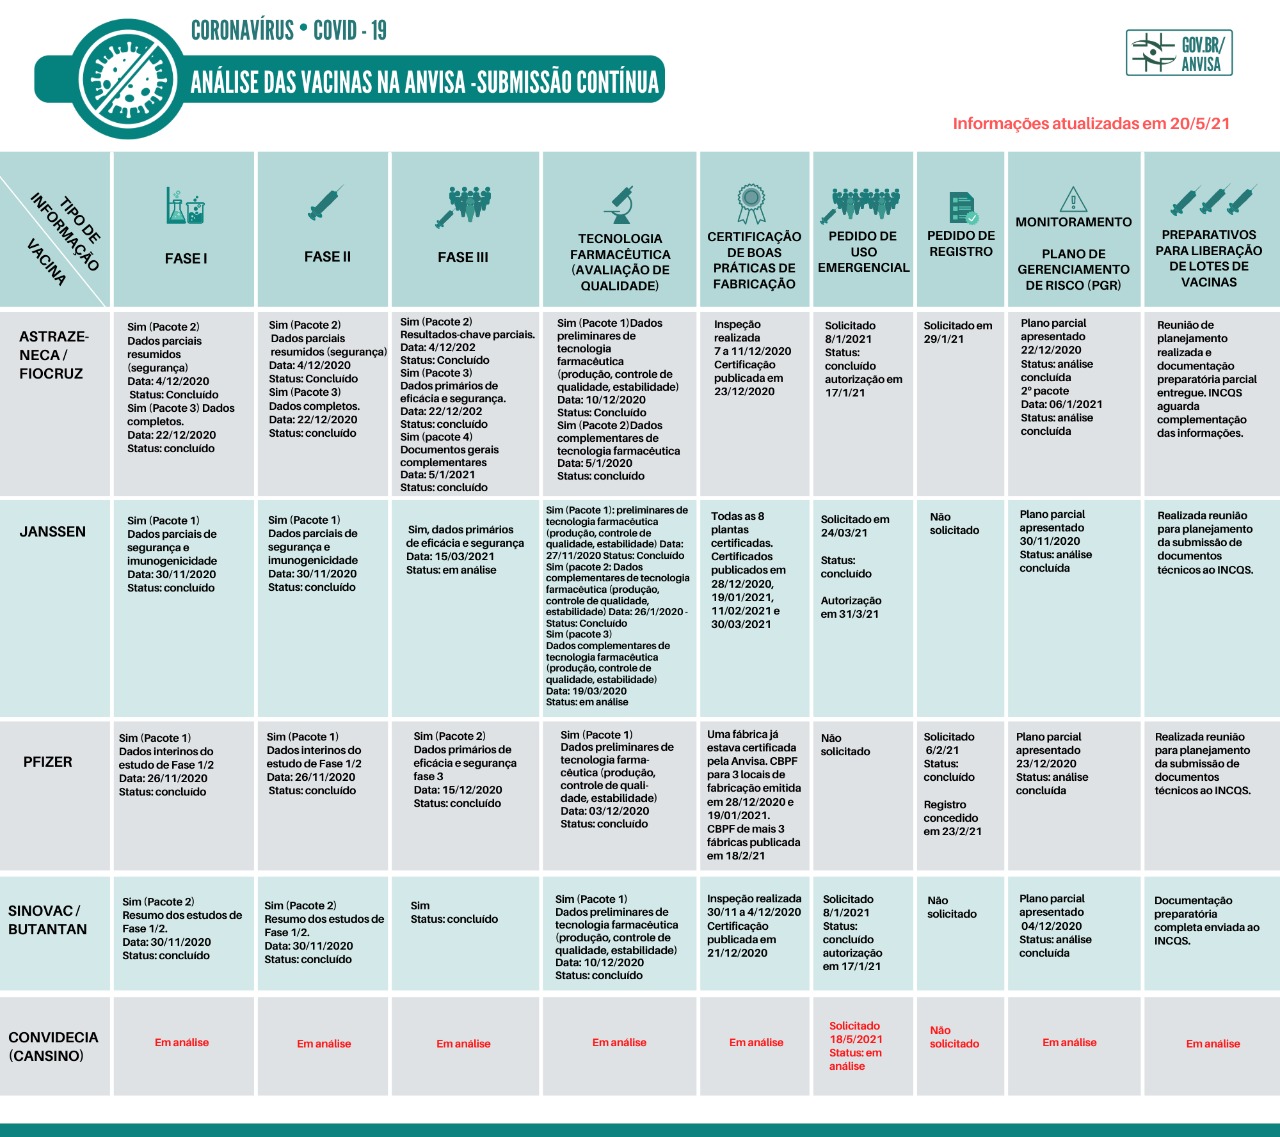 CORONAVÍRUS • COVID - 19
ANÁLISE DAS VACINAS NA ANVISA -SUBMISSÃO CONTÍNUA
GOV.BR/
ANVISA
Informações atualizadas em 20/5/21
TIPO DE
INFORMAÇÃO
VACINA
FASE I
FASE II
FASE III
TECNOLOGIA
FARMACÊUTICA
(AVALIAÇÃO DE
QUALIDADE)
CERTIFICAÇÃO
DE BOAS
PRÁTICAS DE
FABRICAÇÃO
PEDIDO DE
USO
EMERGENCIAL
PEDIDO DE
REGISTRO
MONITORAMENTO
PLANO DE
GERENCIAMENTO
DE RISCO (PGR)
PREPARATIVOS
PARA LIBERAÇÃO
DE LOTES DE
VACINAS
ASTRAZE-
NECA /
FIOCRUZ
Sim (Pacote 2)
Dados parciais
resumidos
(segurança)
Data: 4/12/2020
Status: Concluído
Sim (Pacote 3) Dados
completos.
Data: 22/12/2020
Status: concluído
Sim (Pacote 2)
Dados parciais
resumidos (segurança)
Data: 4/12/2020
Status: Concluído
Sim (Pacote 3)
Dados completos.
Data: 22/12/2020
Status: concluído
Sim (Pacote 2)
Resultados-chave parciais.
Data: 4/12/202
Status: Concluído
Sim (Pacote 3)
Dados primários de
eficácia e segurança.
Data: 22/12/202
Status: concluído
Sim (pacote 4)
Documentos gerais
complementares
Data: 5/1/2021
Status: concluído
Sim (Pacote 1)Dados
preliminares de
tecnologia
farmacêutica
(produção, controle de
qualidade, estabilidade)
Data: 10/12/2020
Status: Concluído
Sim (Pacote 2)Dados
complementares de
tecnologia farmacêutica
Data: 5/1/2020
Status: concluído
Inspeção
realizada
7 a 11/12/2020
Certificação
publicada em
23/12/2020
Solicitado
8/1/2021
Status:
concluído
autorização em
17/1/21
Solicitado em
29/1/21
Plano parcial
apresentado
22/12/2020
Status: análise
concluída
2º pacote
Data: 06/1/2021
Status: análise
concluída
Reunião de
planejamento
realizada e
documentação
preparatória parcial
entregue. INCQS
aguarda
complementação
das informações.
JANSSEN
Sim (Pacote 1)
Dados parciais de
segurança e
imunogenicidade
Data: 30/11/2020
Status: concluído
Sim (Pacote 1)
Dados parciais de
segurança e
imunogenicidade
Data: 30/11/2020
Status: concluído
Sim, dados primários
de eficácia e segurança
Data: 15/03/2021
Status: em análise
Sim (Pacote 1): preliminares de
tecnologia farmacêutica
(produção, controle de
qualidade, estabilidade) Data:
27/11/2020 Status: Concluído
Sim (pacote 2: Dados
complementares de tecnologia
farmacêutica (produção,
controle de qualidade,
estabilidade) Data: 26/1/2020 -
Status: Concluído
Sim (pacote 3)
Dados complementares de
tecnologia farmacêutica
(produção, controle de
qualidade, estabilidade)
Data: 19/03/2020
Status: em análise
Todas as 8
plantas
certificadas.
Certificados
publicados em
28/12/2020,
19/01/2021,
11/02/2021 e
30/03/2021
Solicitado em
24/03/21
Status:
concluído
Autorização
em 31/3/21
Não
solicitado
Plano parcial
apresentado
30/11/2020
Status: análise
concluída
Realizada reunião
para planejamento
da submissão de
documentos
técnicos ao INCQS.
PFIZER
Sim (Pacote 1)
Dados interinos do
estudo de Fase 1/2
Data: 26/11/2020
Status: concluído
Sim (Pacote 1)
Dados interinos do
estudo de Fase 1/2
Data: 26/11/2020
Status: concluído
Sim (Pacote 2)
Dados primários de
eficácia e segurança
fase 3
Data: 15/12/2020
Status: concluído
Sim (Pacote 1)
Dados preliminares de
tecnologia farma-
cêutica (produção,
controle de quali-
dade, estabilidade)
Data: 03/12/2020
Status: concluído
Uma fábrica já
estava certificada
pela Anvisa. CBPF
para 3 locais de
fabricação emitida
em 28/12/2020 e
19/01/2021.
CBPF de mais 3
fábricas publicada
em 18/2/21
Não
solicitado
Solicitado
6/2/21
Status:
concluído
Registro
concedido
em 23/2/21
Plano parcial
apresentado
23/12/2020
Status: análise
concluída
Realizada reunião
para planejamento
da submissão de
documentos
técnicos ao INCQS.
SINOVAC /
BUTANTAN
Sim (Pacote 2)
Resumo dos estudos de
Fase 1/2.
Data: 30/11/2020
Status: concluído
Sim (Pacote 2)
Resumo dos estudos de
Fase 1/2.
Data: 30/11/2020
Status: concluído
Sim
Status: concluído
Sim (Pacote 1)
Dados preliminares de
tecnologia farmacêutica
(produção, controle de
qualidade, estabilidade)
Data: 10/12/2020
Status: concluído
Inspeção realizada
30/11 a 4/12/2020
Certificação
publicada em
21/12/2020
Solicitado
8/1/2021
Status:
concluído
autorização
em 17/1/21
Não
solicitado
Plano parcial
apresentado
04/12/2020
Status: análise
concluída
Documentação
preparatória
completa enviada ao
INCQS.
CONVIDECIA
(CANSINO)
Em análise
Em análise
Em análise
Em análise
Em análise
Solicitado
18/5/2021
Status: em
análise
Não
solicitado
Em análise
Em análise